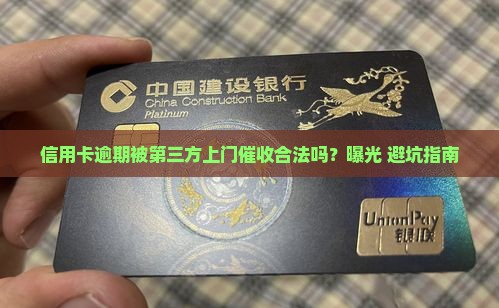 中国建设银行
China Construction Bank
Platinum
信用卡逾期被第三方上门催收合法吗？曝光 避坑指南
UnionPay
银联